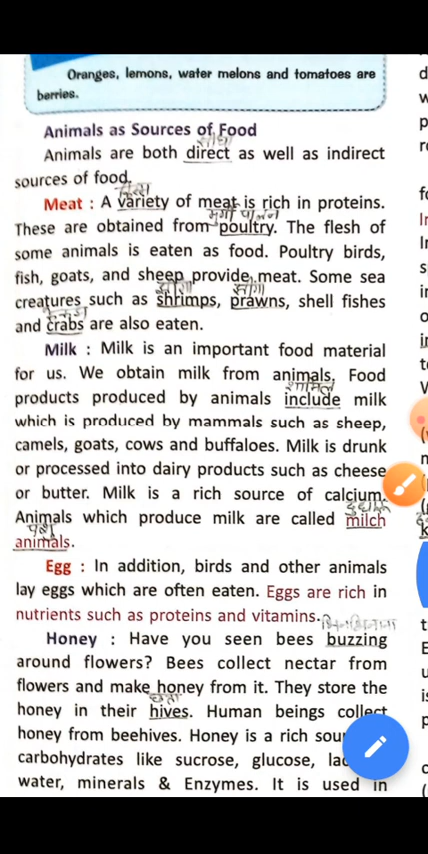 Oranges, lemons, water melons and tomatoes are
berries.
Animals as Sources of Food
सीधा
Animals are both direct as well as indirect
sources of food.
किस्म
Meat : A variety of meat is rich in proteins.
मुर्गी पालन
These are obtained from poultry. The flesh of
some animals is eaten as food. Poultry birds,
fish, goats, and sheep provide meat. Some sea
creatures such as shrimps, prawns, shell fishes
and crabs are also eaten.
Milk : Milk is an important food material
for us. We obtain milk from animals. Food
शामिल
products produced by animals include milk
which is produced by mammals such as sheep,
camels, goats, cows and buffaloes. Milk is drunk
or processed into dairy products such as cheese
or butter. Milk is a rich source of calcium.
Animals which produce milk are called milch
animals.
Egg : In addition, birds and other animals
lay eggs which are often eaten. Eggs are rich in
nutrients such as proteins and vitamins.
Honey : Have you seen bees buzzing
around flowers? Bees collect nectar from
flowers and make honey from it. They store the
honey in their hives. Human beings collect
honey from beehives. Honey is a rich
carbohydrates like sucrose, glucose,
water, minerals & Enzymes. It is used in